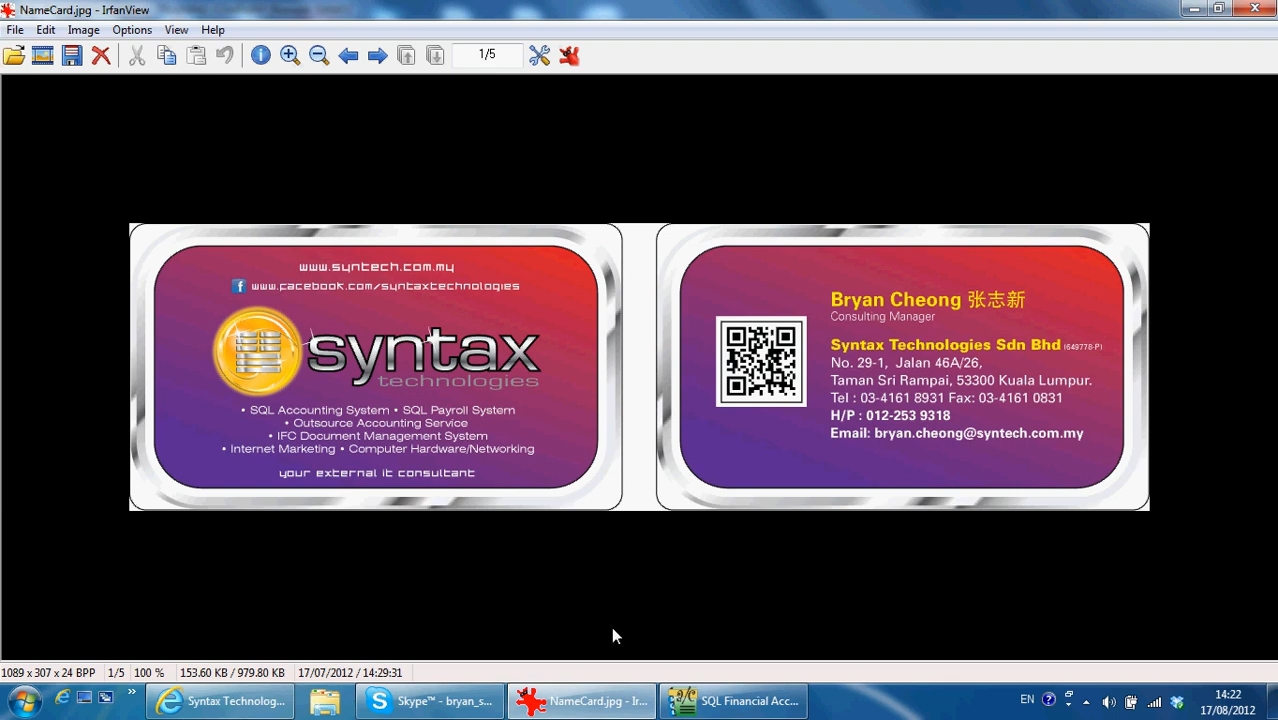 NameCard.jpg - IrfanView
File Edit Image Options View Help
1/5
www.syntech.com.my
f www.facebook.com/syntaxtechnologies
syntax
technologies
• SQL Accounting System • SQL Payroll System
• Outsource Accounting Service
• IFC Document Management System
• Internet Marketing • Computer Hardware/Networking
your external it consultant
Bryan Cheong 张志新
Consulting Manager
Syntax Technologies Sdn Bhd (649778-P)
No. 29-1, Jalan 46A/26,
Taman Sri Rampai, 53300 Kuala Lumpur.
Tel : 03-4161 8931 Fax: 03-4161 0831
H/P : 012-253 9318
Email: bryan.cheong@syntech.com.my
1089 x 307 x 24 BPP 1/5 100 % 153.60 KB / 979.80 KB 17/07/2012 / 14:29:31
Syntax Technolog... Skype™ - bryan_s... NameCard.jpg - Ir... SQL Financial Acc... EN 14:22
17/08/2012